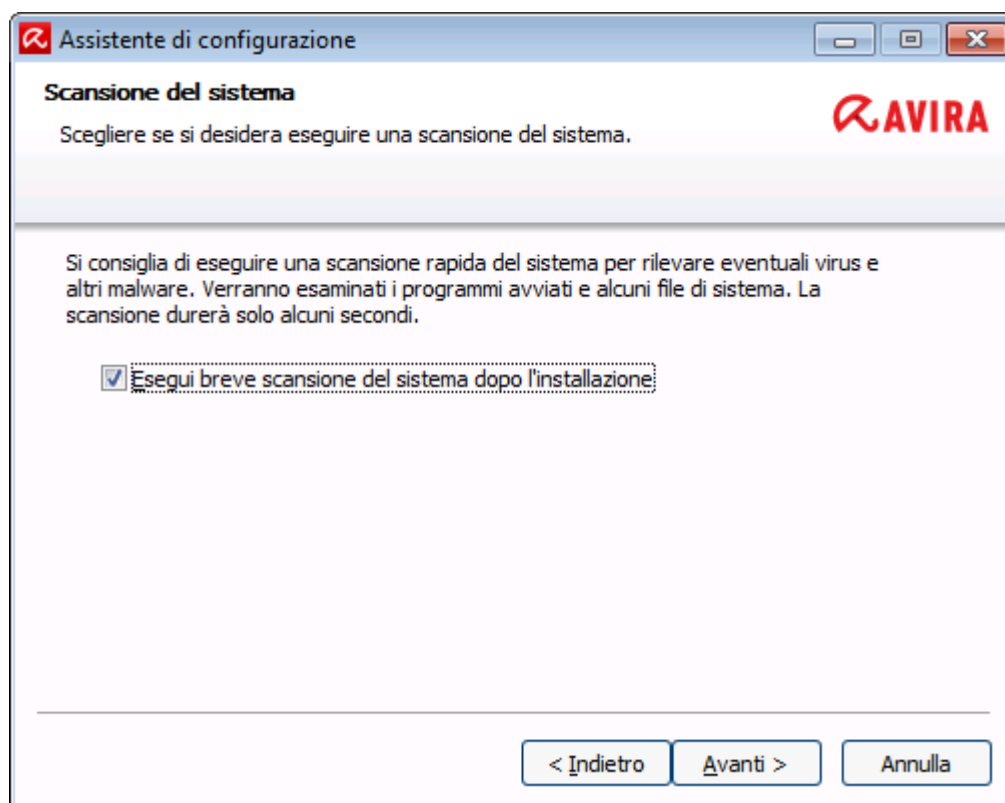 Assistente di configurazione
Scansione del sistema
Scegliere se si desidera eseguire una scansione del sistema.
AVIRA
Si consiglia di eseguire una scansione rapida del sistema per rilevare eventuali virus e
altri malware. Verranno esaminati i programmi avviati e alcuni file di sistema. La
scansione durerà solo alcuni secondi.
Esegui breve scansione del sistema dopo l'installazione
< Indietro
Avanti >
Annulla